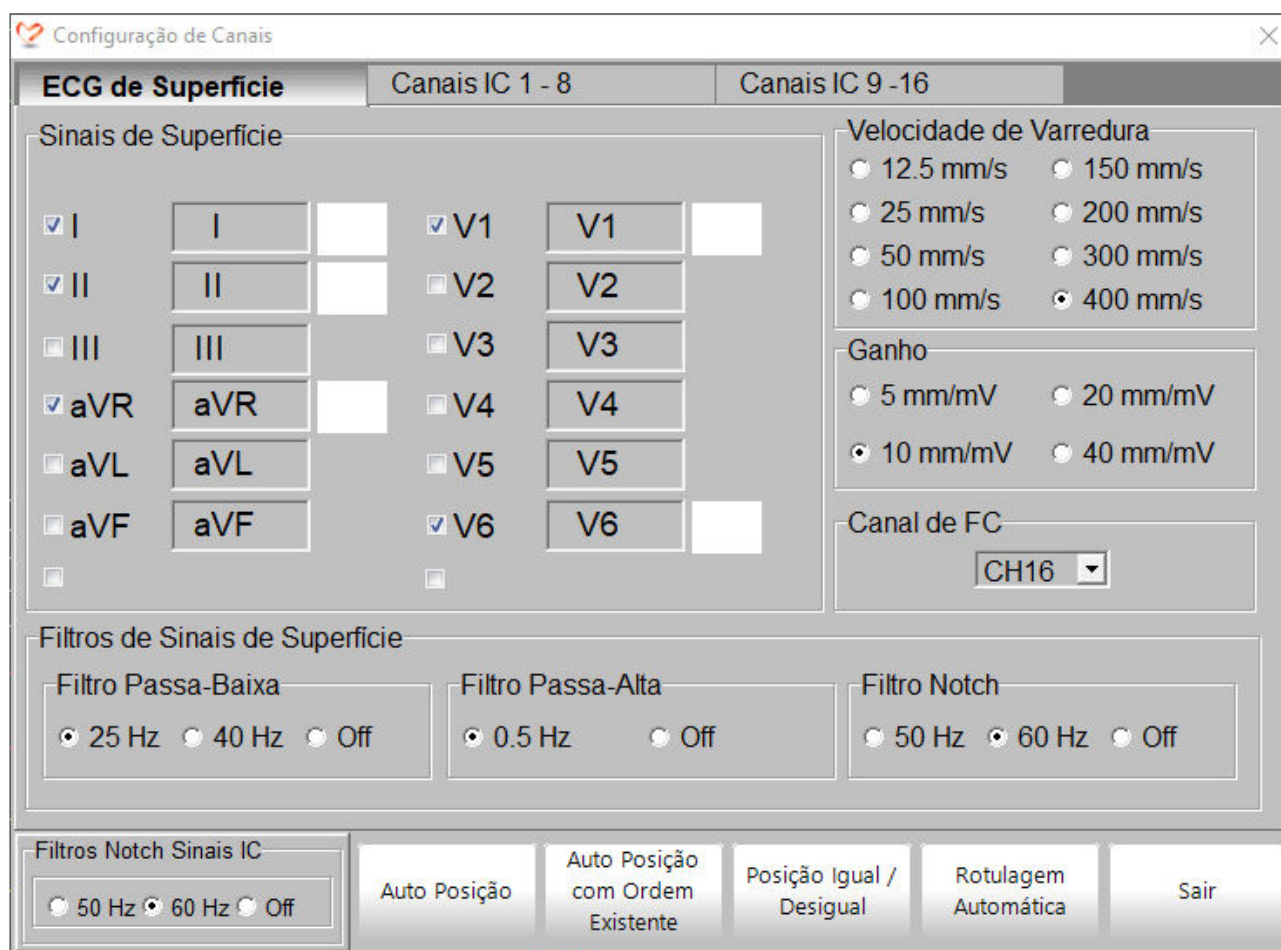 Configuração de Canais
ECG de Superfície
Canais IC 1 - 8
Canais IC 9 -16
Sinais de Superfície
I I V1 V1
II II V2 V2
III III V3 V3
aVR aVR V4 V4
aVL aVL V5 V5
aVF aVF V6 V6
Velocidade de Varredura
12.5 mm/s 150 mm/s
25 mm/s 200 mm/s
50 mm/s 300 mm/s
100 mm/s 400 mm/s
Ganho
5 mm/mV 20 mm/mV
10 mm/mV 40 mm/mV
Canal de FC
CH16
Filtros de Sinais de Superfície
Filtro Passa-Baixa
25 Hz 40 Hz Off
Filtro Passa-Alta
0.5 Hz Off
Filtro Notch
50 Hz 60 Hz Off
Filtros Notch Sinais IC
50 Hz 60 Hz Off
Auto Posição
Auto Posição
com Ordem
Existente
Posição Igual /
Desigual
Rotulagem
Automática
Sair